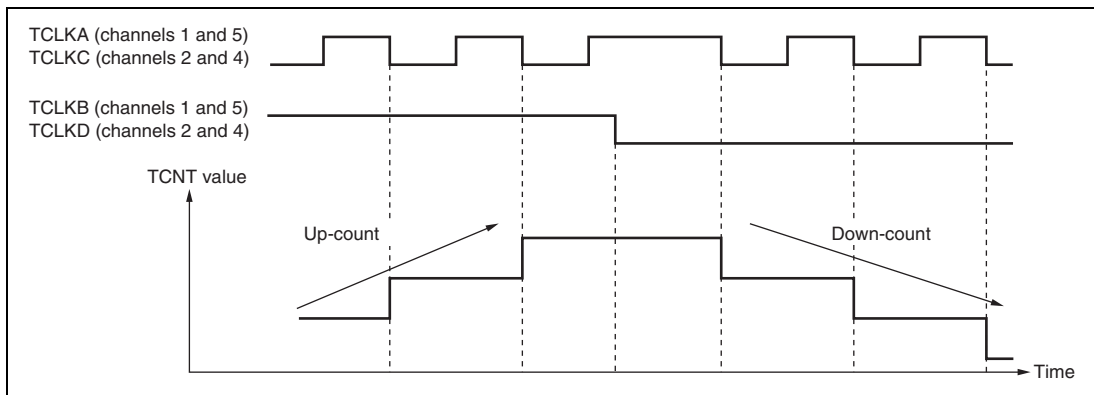 TCLKA (channels 1 and 5)
TCLKC (channels 2 and 4)
TCLKB (channels 1 and 5)
TCLKD (channels 2 and 4)
TCNT value
Up-count
Down-count
Time